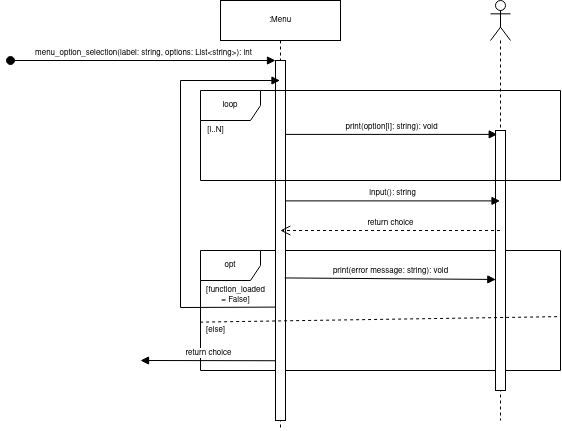 :Menu
menu_option_selection(label: string, options: List<string>): int
loop
[i..N]
print(option[i]: string): void
input(): string
return choice
opt
print(error message: string): void
[function_loaded
= False]
[else]
return choice